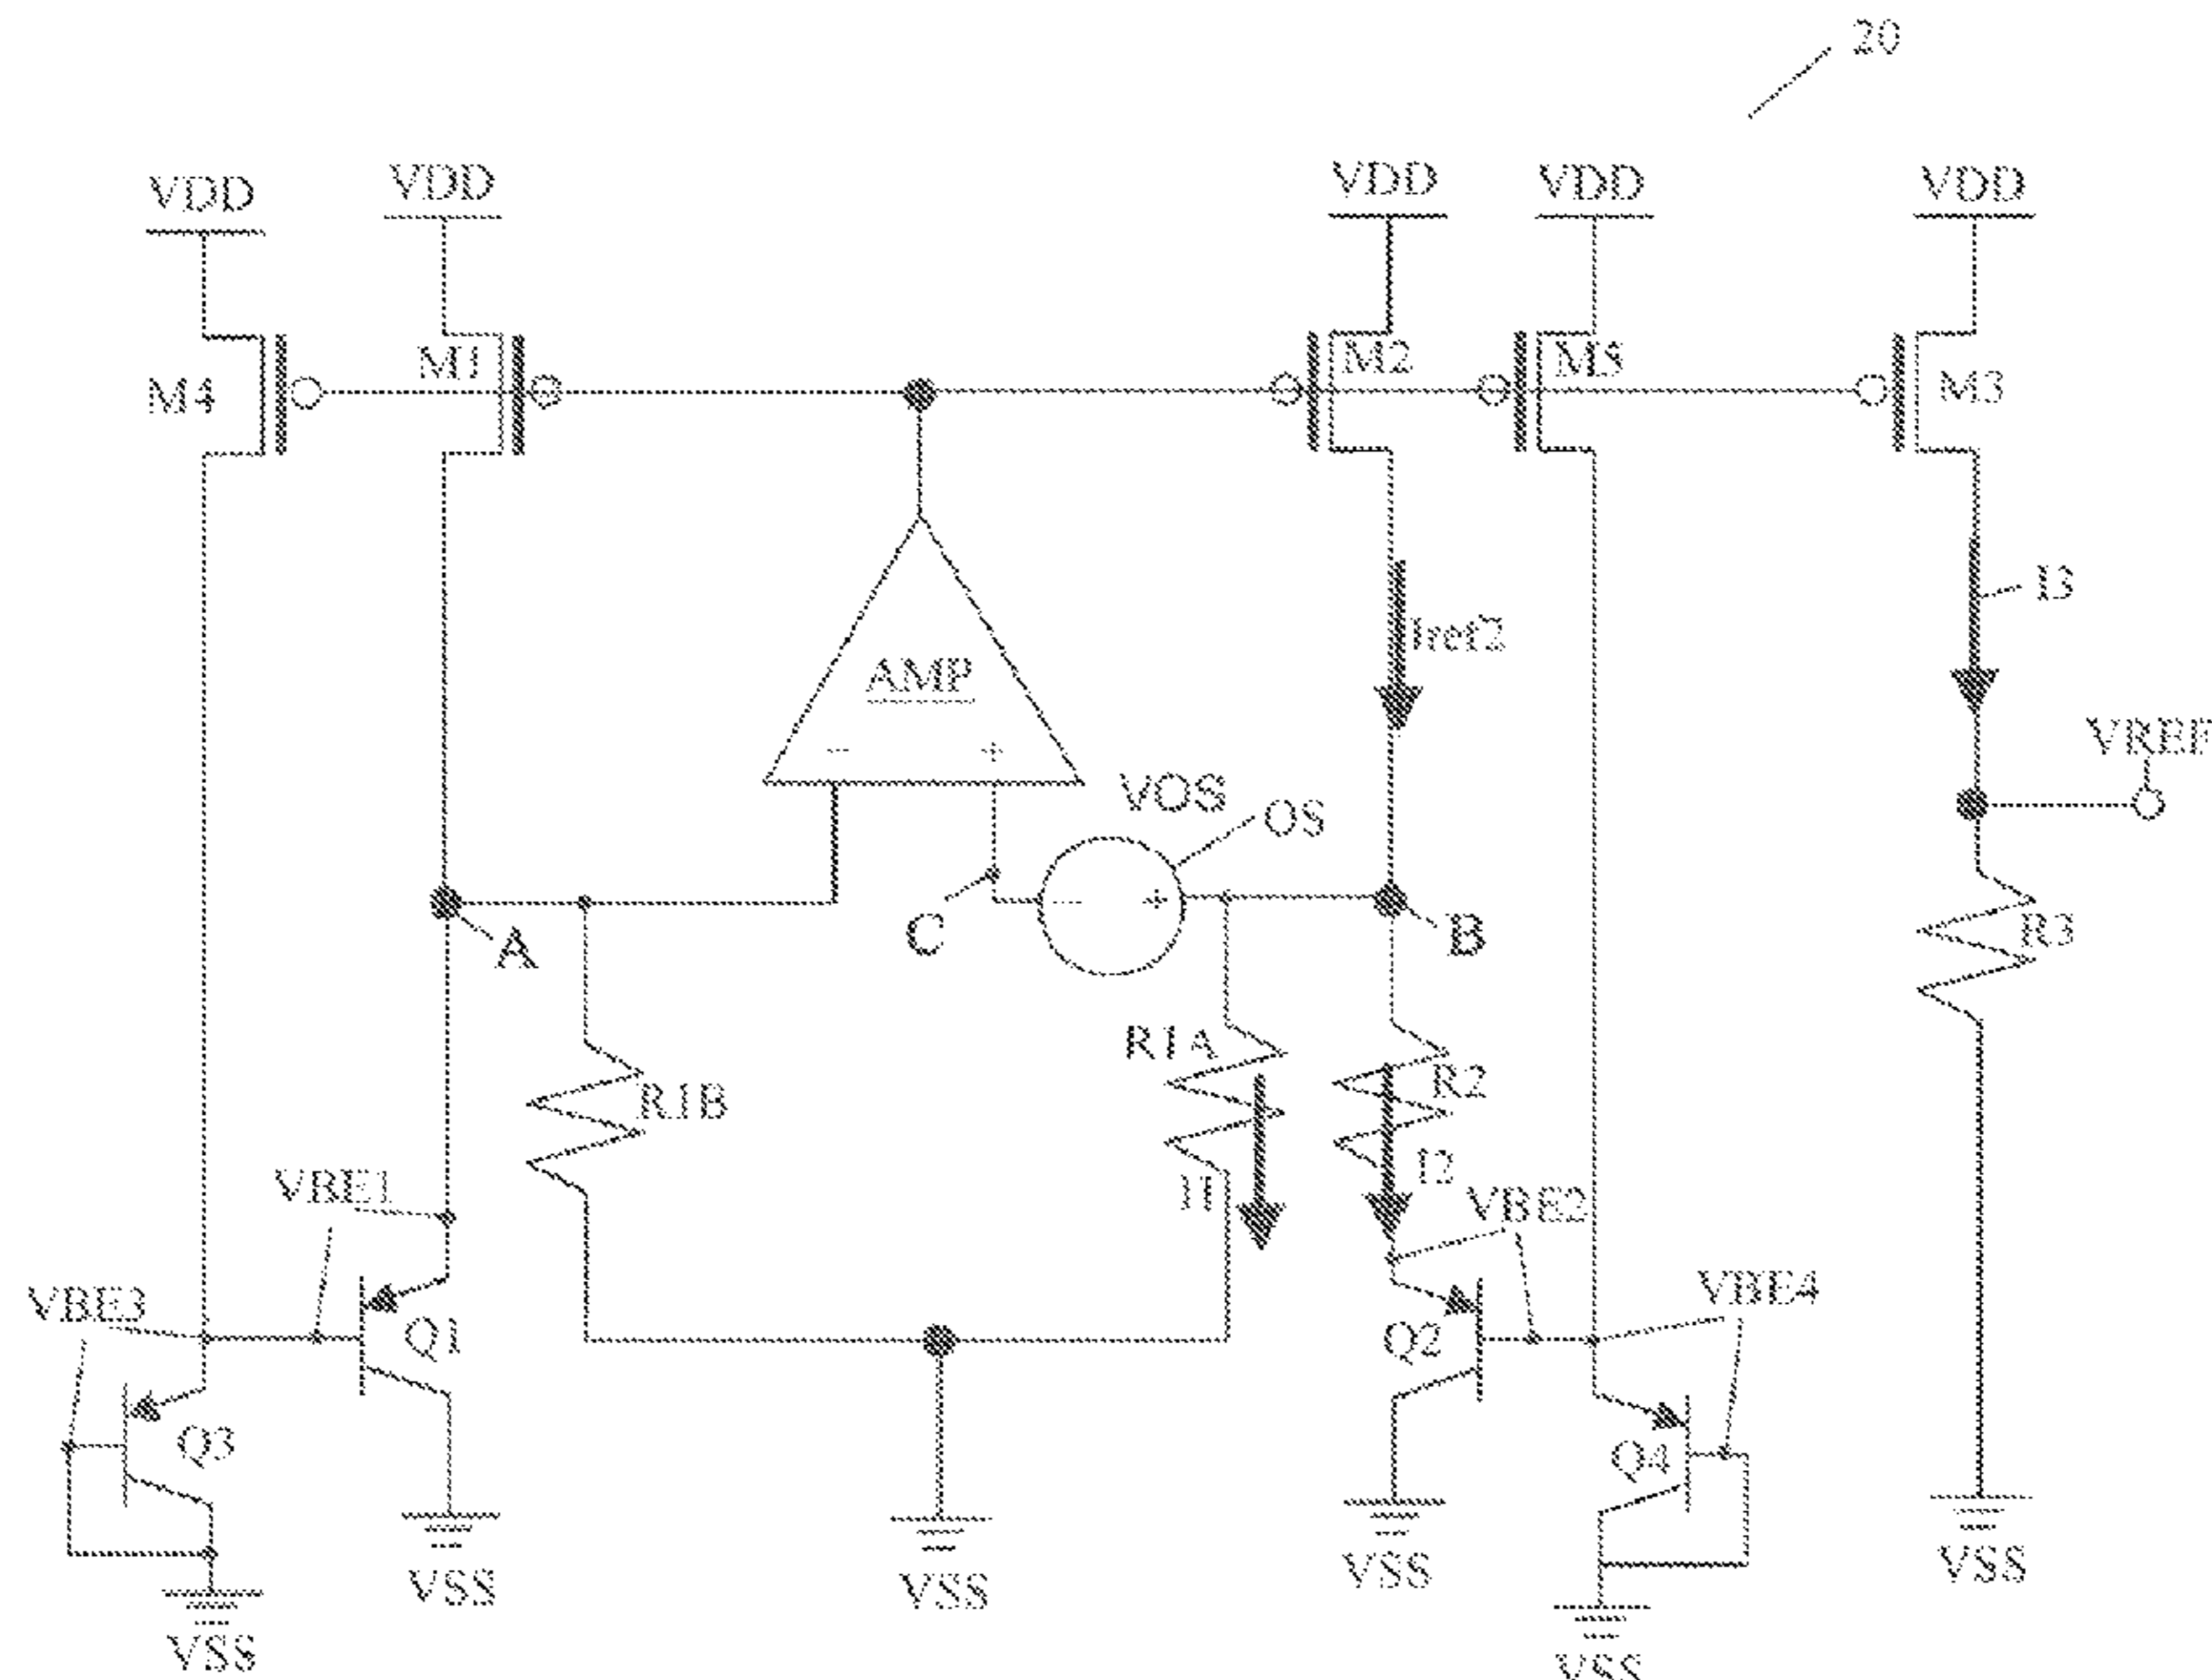 20
VDD
VDD
VDD
VDD
VDD
M4
M1
M2
M5
M3
I3
Iref2
AMP
-
+
VOS
OS
VREF
A
C
-
+
B
R3
R1A
R2
R1B
I1
I2
VBE1
VBE2
VBE3
VBE4
Q1
Q2
Q3
Q4
VSS
VSS
VSS
VSS
VSS
VSS